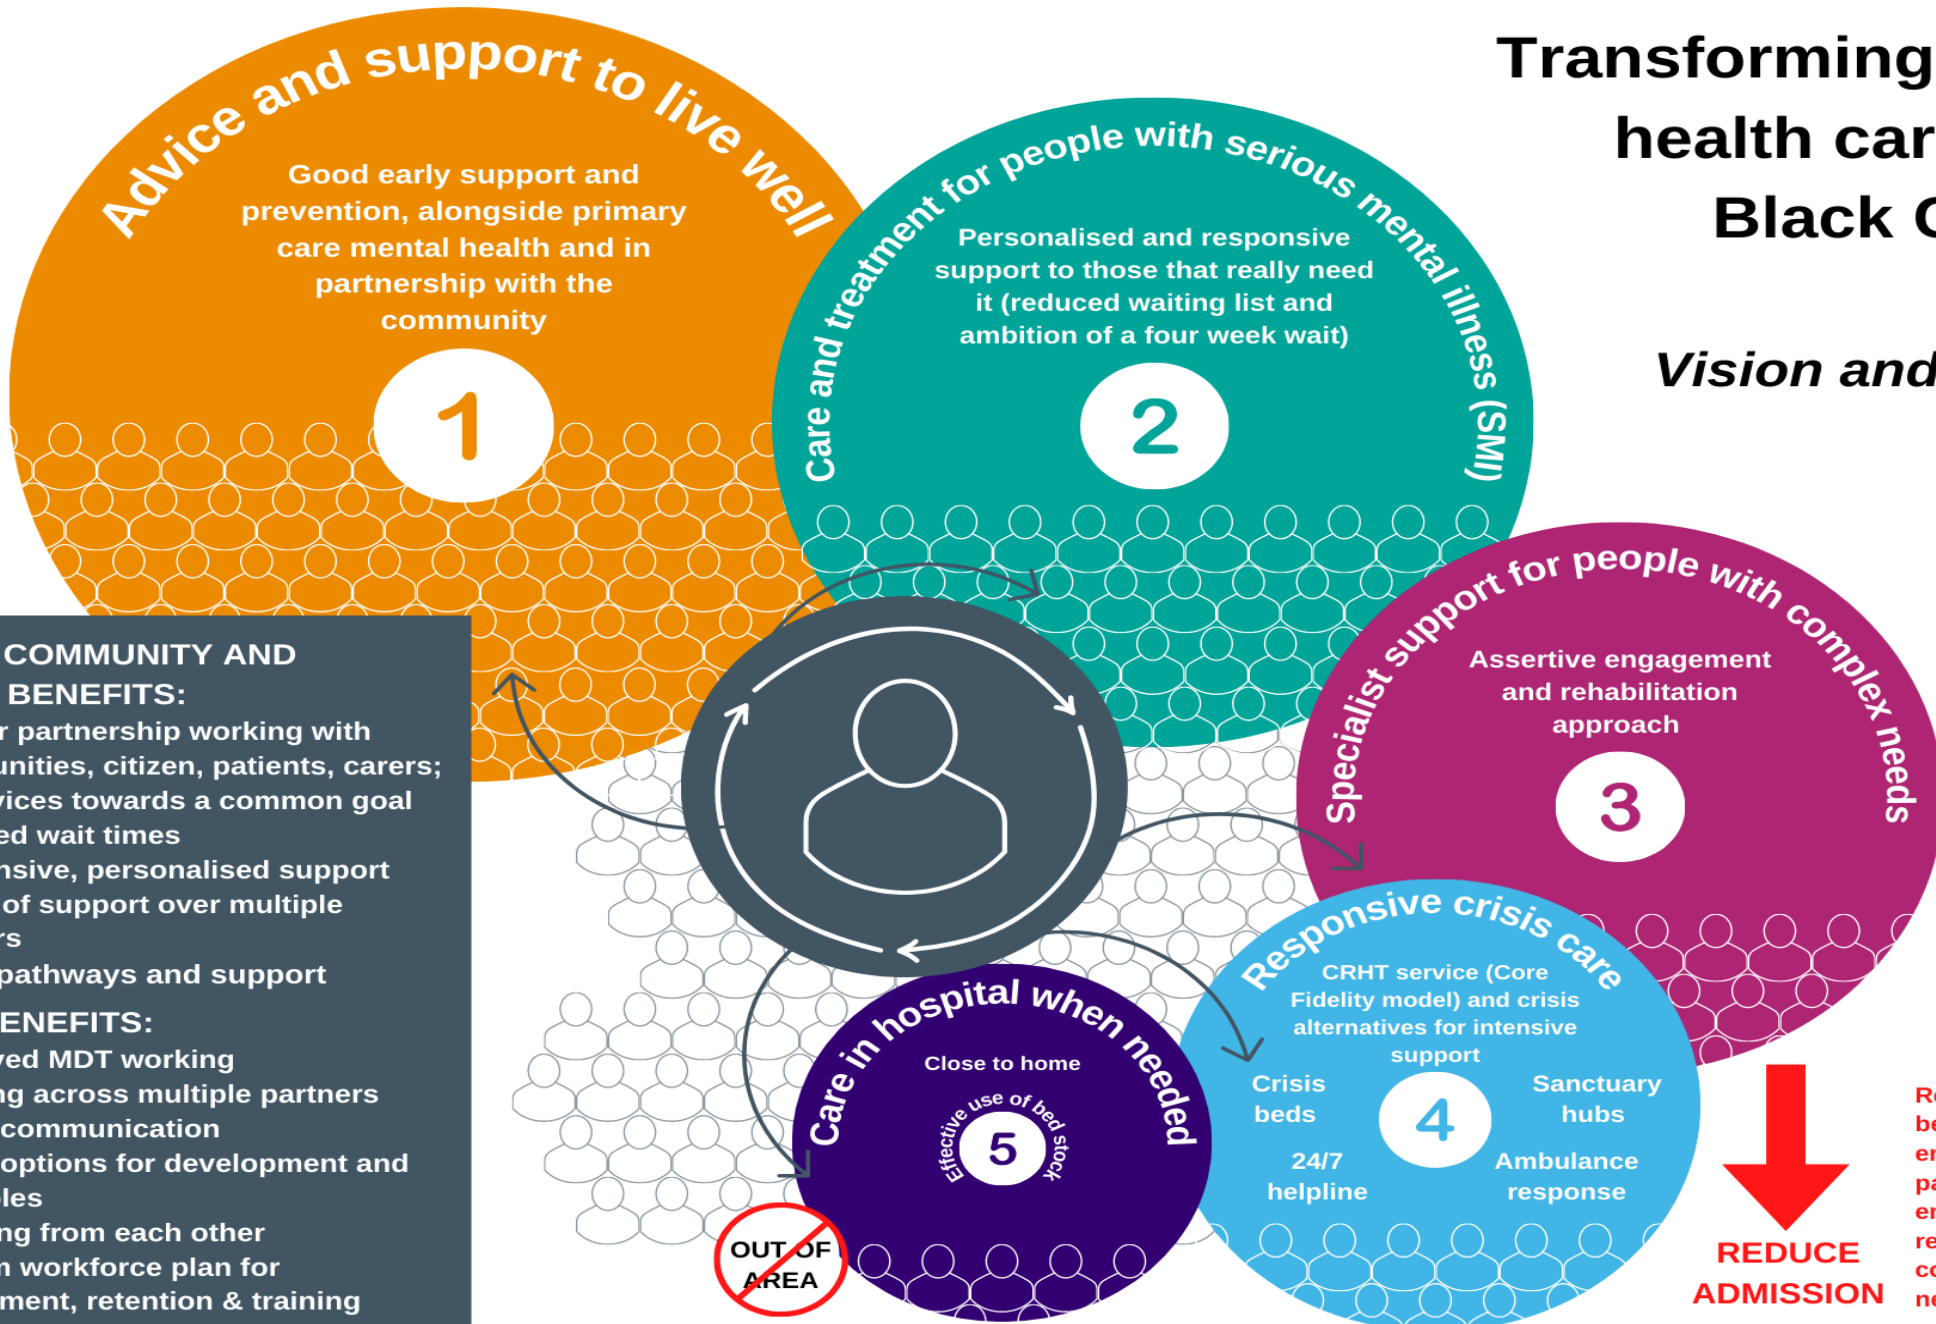 Transforming
health car
Black
Vision and
Advice and support to live well
Good early support and
prevention, alongside primary
care mental health and in
partnership with the
community
1
Care and treatment for people with serious mental illness (SMI)
Personalised and responsive
support to those that really need
it (reduced waiting list and
ambition of a four week wait)
2
Specialist support for people with complex needs
Assertive engagement
and rehabilitation
approach
3
Responsive crisis care
CRHT service (Core
Fidelity model) and crisis
alternatives for intensive
support
Crisis
beds
Sanctuary
hubs
4
24/7
helpline
Ambulance
response
Care in hospital when needed
Close to home
Effective use of bed stock
5
OUT OF
AREA
REDUCE
ADMISSION
COMMUNITY AND
BENEFITS:
r partnership working with
unities, citizen, patients, carers;
vices towards a common goal
ed wait times
nsive, personalised support
of support over multiple
rs
pathways and support
ENEFITS:
ved MDT working
ng across multiple partners
communication
options for development and
les
ng from each other
n workforce plan for
ment, retention & training